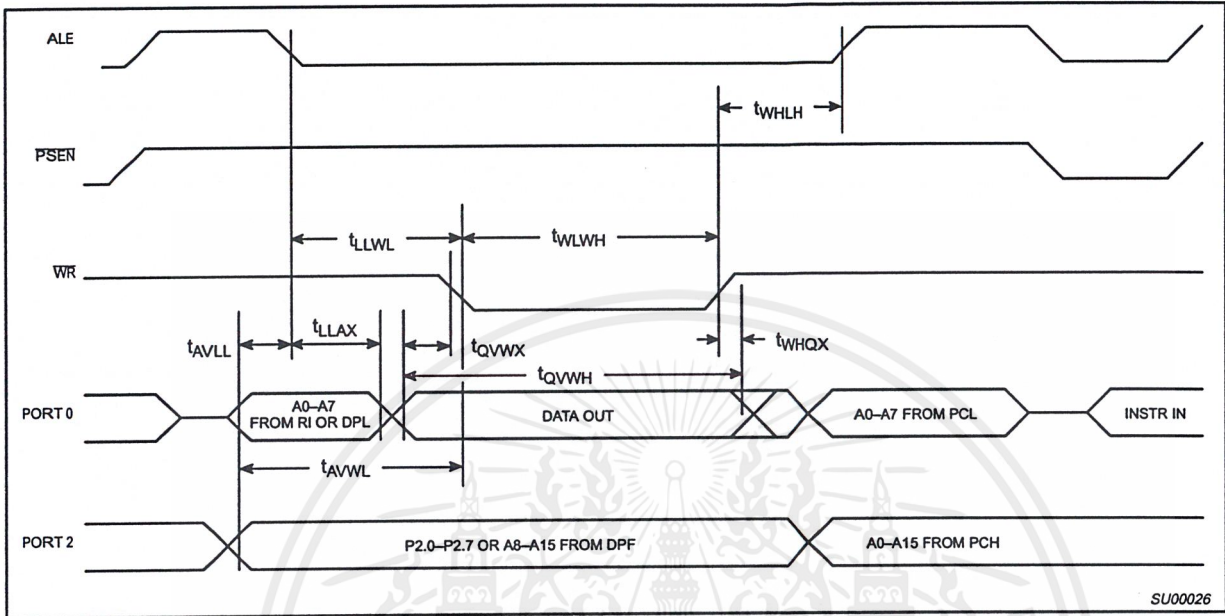 ALE
tWHLH
PSEN
tLLWL
tWLWH
WR
tAVLL
tLLAX
tQVWX
tWHQX
tQVWH
PORT 0
A0–A7
FROM RI OR DPL
DATA OUT
A0–A7 FROM PCL
INSTR IN
tAVWL
PORT 2
P2.0–P2.7 OR A8–A15 FROM DPF
A0–A15 FROM PCH
SU00026